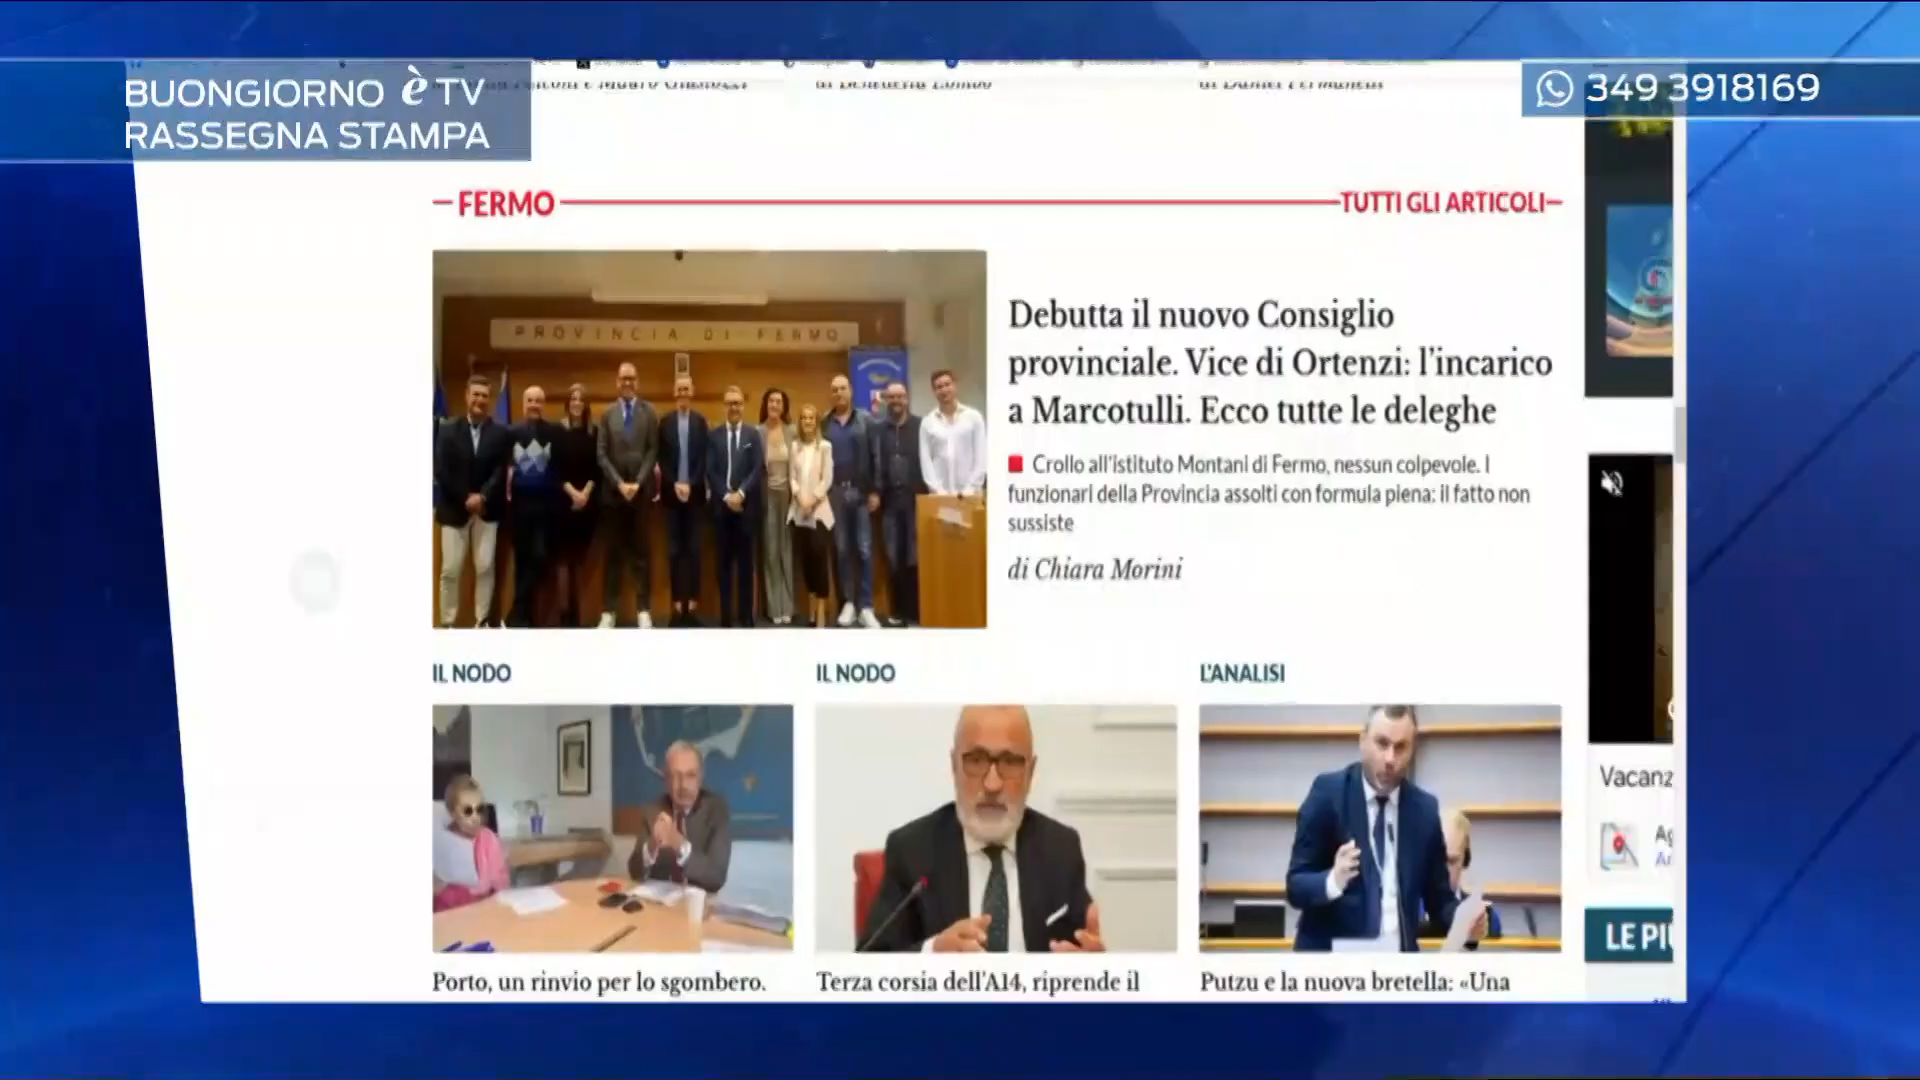 BUONGIORNO è TV
RASSEGNA STAMPA
349 3918169
FERMO
TUTTI GLI ARTICOLI
PROVINCIA DI FERMO
Debutta il nuovo Consiglio
provinciale. Vice di Ortenzi: l'incarico
a Marcotulli. Ecco tutte le deleghe
Crollo all'istituto Montani di Fermo, nessun colpevole. I
funzionari della Provincia assolti con formula piena: il fatto non
sussiste
di Chiara Morini
IL NODO
IL NODO
L'ANALISI
Porto, un rinvio per lo sgombero.
Terza corsia dell'A14, riprende il
Putzu e la nuova bretella: «Una
Vacanz
LE PIÙ